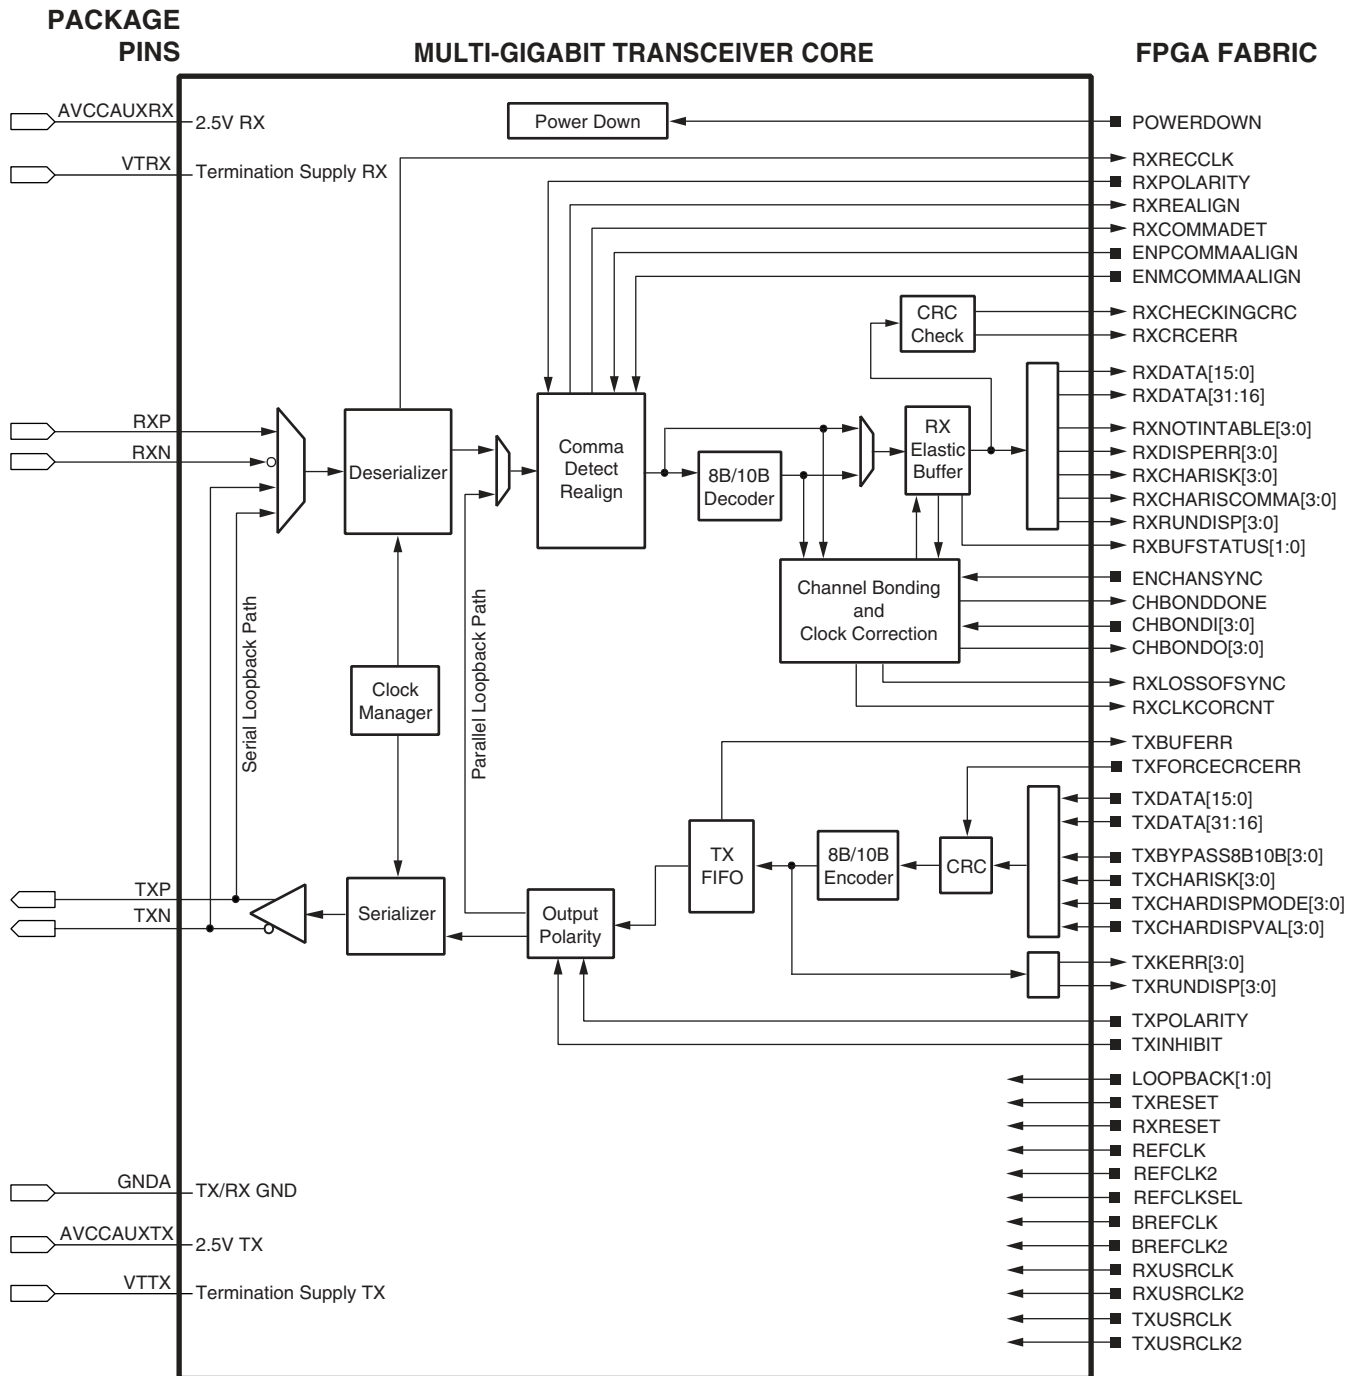 PACKAGE
PINS
MULTI-GIGABIT TRANSCEIVER CORE
FPGA FABRIC
AVCCAUXRX
2.5V RX
Power Down
POWERDOWN
VTRX
Termination Supply RX
RXRECCLK
RXPOLARITY
RXREALIGN
RXCOMMADET
ENPCOMMAALIGN
ENMCOMMAALIGN
CRC
Check
RXCHECKINGCRC
RXCRCERR
RXDATA[15:0]
RXDATA[31:16]
RXP
RXN
Deserializer
Comma
Detect
Realign
8B/10B
Decoder
RX
Elastic
Buffer
RXNOTINTABLE[3:0]
RXDISPERR[3:0]
RXCHARISK[3:0]
RXCHARISCOMMA[3:0]
RXRUNDISP[3:0]
RXBUFSTATUS[1:0]
Channel Bonding
and
Clock Correction
ENCHANSYNC
CHBONDDONE
CHBONDI[3:0]
CHBONDO[3:0]
RXLOSSOFSYNC
RXCLKCORCNT
Serial Loopback Path
Clock
Manager
Parallel Loopback Path
TXBUFERR
TXFORCECRCERR
TXDATA[15:0]
TXDATA[31:16]
TX
FIFO
8B/10B
Encoder
CRC
TXBYPASS8B10B[3:0]
TXCHARISK[3:0]
TXCHARDISPMODE[3:0]
TXCHARDISPVAL[3:0]
TXP
TXN
Serializer
Output
Polarity
TXKERR[3:0]
TXRUNDISP[3:0]
TXPOLARITY
TXINHIBIT
LOOPBACK[1:0]
TXRESET
RXRESET
REFCLK
REFCLK2
REFCLKSEL
BREFCLK
BREFCLK2
RXUSRCLK
RXUSRCLK2
TXUSRCLK
TXUSRCLK2
GNDA
TX/RX GND
AVCCAUXTX
2.5V TX
VTTX
Termination Supply TX